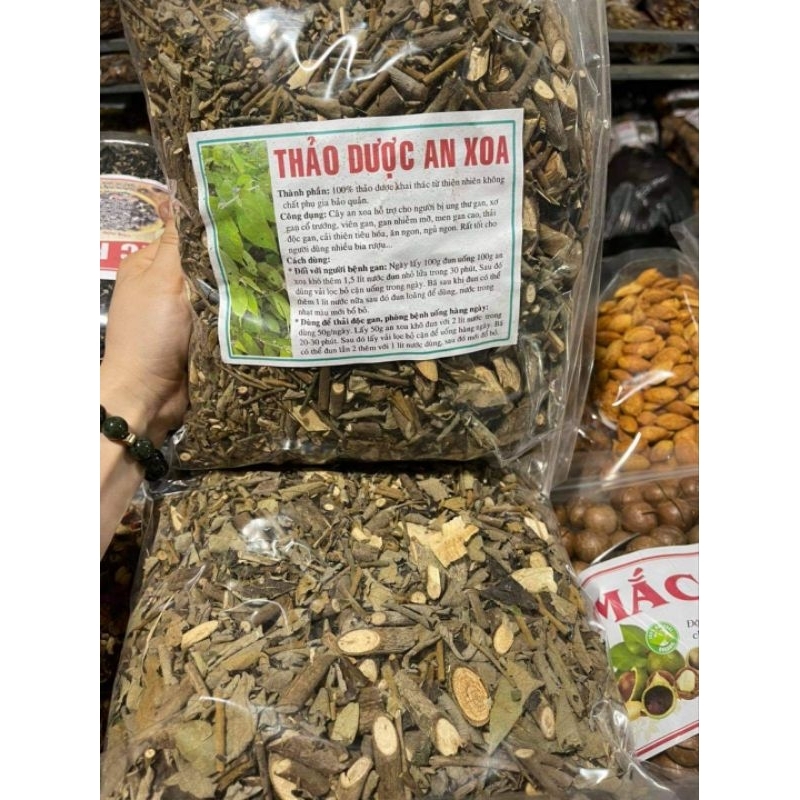 THẢO DƯỢC AN XOA
Thành phần: 100% thảo dược khai thác từ thiện nhiên không
chất phụ gia bảo quản.
Công dụng: Cây an xoa hỗ trợ cho người bị ung thư gan, xơ
gan cổ trướng, viên gan, gan nhiễm mỡ, men gan cao, thải
độc gan, cải thiện tiêu hóa, ăn ngon, ngủ ngon. Rất tốt cho
người dùng nhiều bia rượu...
Cách dùng:
* Đối với người bệnh gan: Ngày lấy 100g đun uống 100g an
xoa khô thêm 1,5 lít nước đun nhỏ lửa trong 30 phút. Sau đó
dùng vải lọc bỏ cặn uống trong ngày. Bã sau khi đun có thể
thêm 1 lít nước nữa sau đó đun loãng để dùng, nước trong
nhạt màu mới bỏ bỏ.
* Dùng để thải độc gan, phòng bệnh uống hàng ngày:
dùng 50g/ngày. Lấy 50g an xoa khô đun với 2 lít nước trong
20-30 phút. Sau đó lấy vải lọc bỏ cặn để uống hàng ngày. Bã
có thể đun lần 2 thêm với 1 lít nước dùng, sau đó mới đổ bỏ.
MẮC